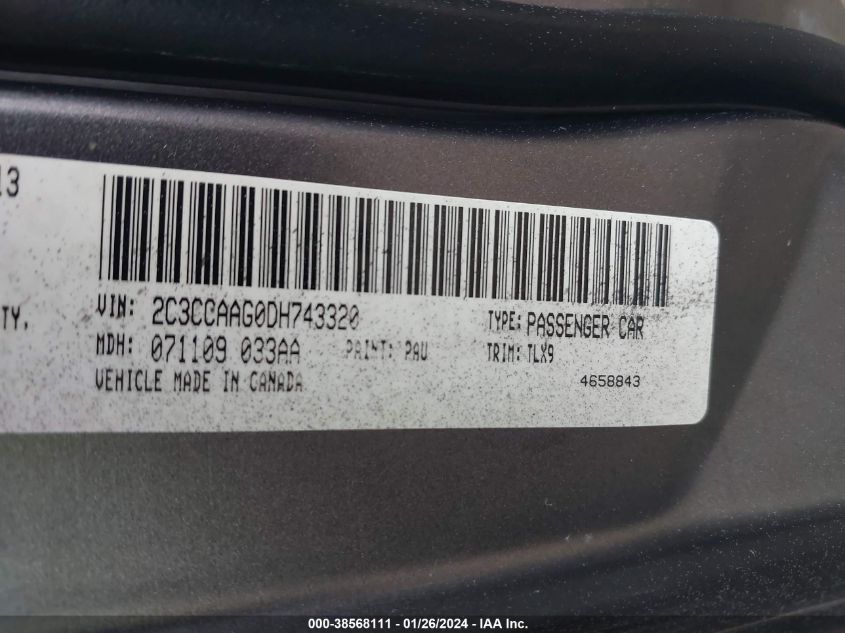 13
TY.
VIN: 2C3CCAAG0DH743320 TYPE: PASSENGER CAR
MDH: 071109 033AA PAINT: PAU TRIM: TLX9
VEHICLE MADE IN CANADA 4658843
000-38568111 - 01/26/2024 - IAA Inc.